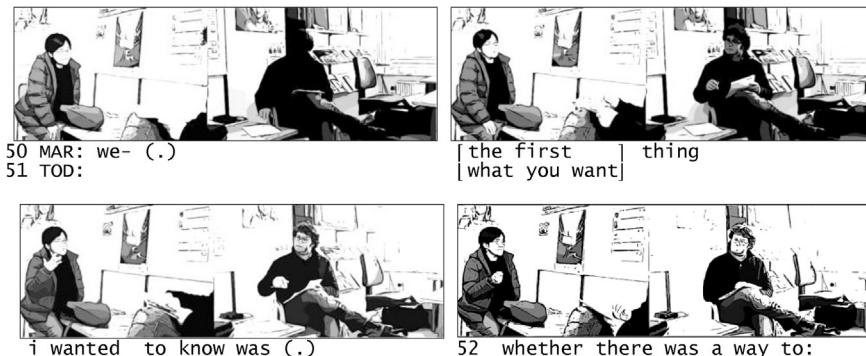 50 MAR: we- (.) ⌈the first ⌉ thing
51 TOD: ⌊what you want⌋
i wanted to know was (.)
52 whether there was a way to: